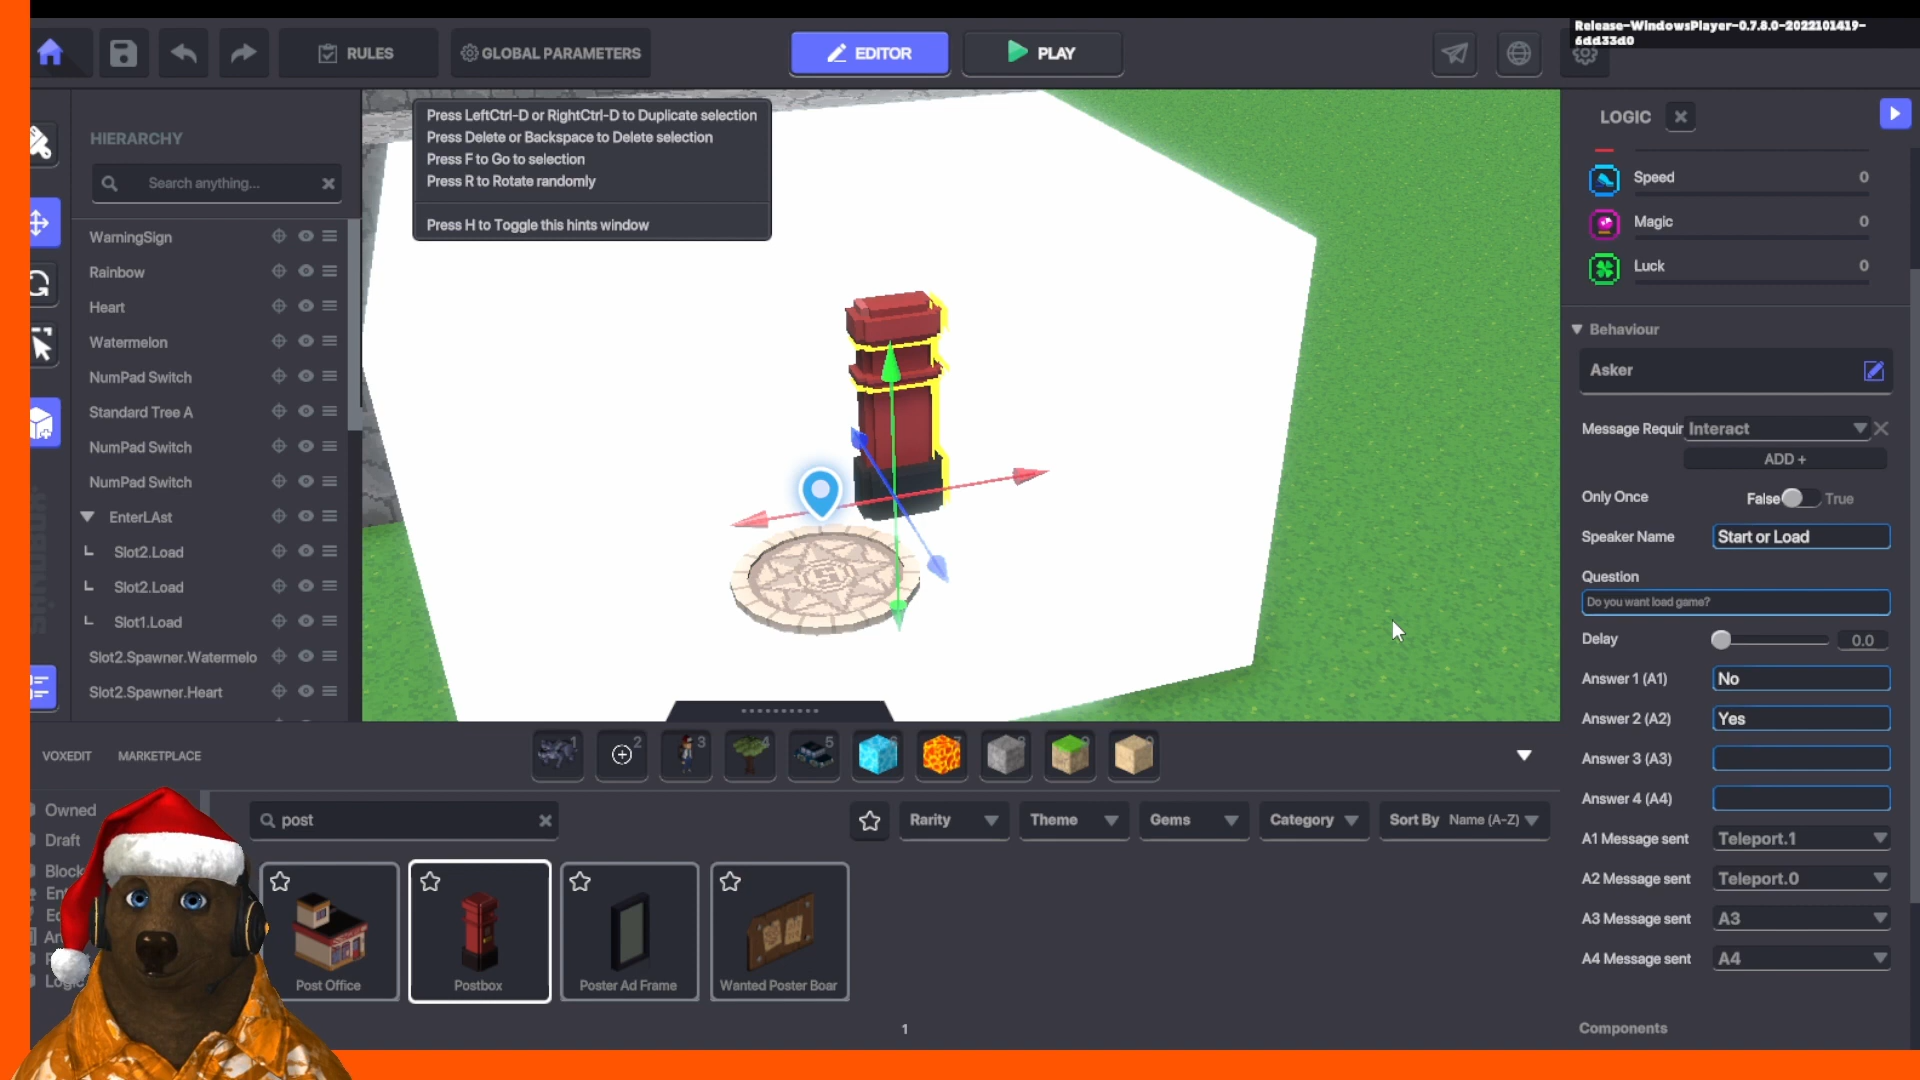 Release-WindowsPlayer-0.7.8.0-2022101419-
6dd33d0
RULES
GLOBAL PARAMETERS
EDITOR
PLAY
HIERARCHY
Search anything...
WarningSign
Rainbow
Heart
Watermelon
NumPad Switch
Standard Tree A
NumPad Switch
NumPad Switch
EnterLAst
Slot2.Load
Slot2.Load
Slot1.Load
Slot2.Spawner.Watermelo
Slot2.Spawner.Heart
Press LeftCtrl-D or RightCtrl-D to Duplicate selection
Press Delete or Backspace to Delete selection
Press F to Go to selection
Press R to Rotate randomly
Press H to Toggle this hints window
LOGIC
Speed 0
Magic 0
Luck 0
Behaviour
Asker
Message Requir Interact
ADD +
Only Once False True
Speaker Name Start or Load
Question
Do you want load game?
Delay 0.0
Answer 1 (A1) No
Answer 2 (A2) Yes
Answer 3 (A3)
Answer 4 (A4)
A1 Message sent Teleport.1
A2 Message sent Teleport.0
A3 Message sent A3
A4 Message sent A4
Components
VOXEDIT MARKETPLACE
1 2 3 4 5
Owned
Draft
Block
post
Rarity Theme Gems Category Sort By Name (A-Z)
Post Office
Postbox
Poster Ad Frame
Wanted Poster Boar
1